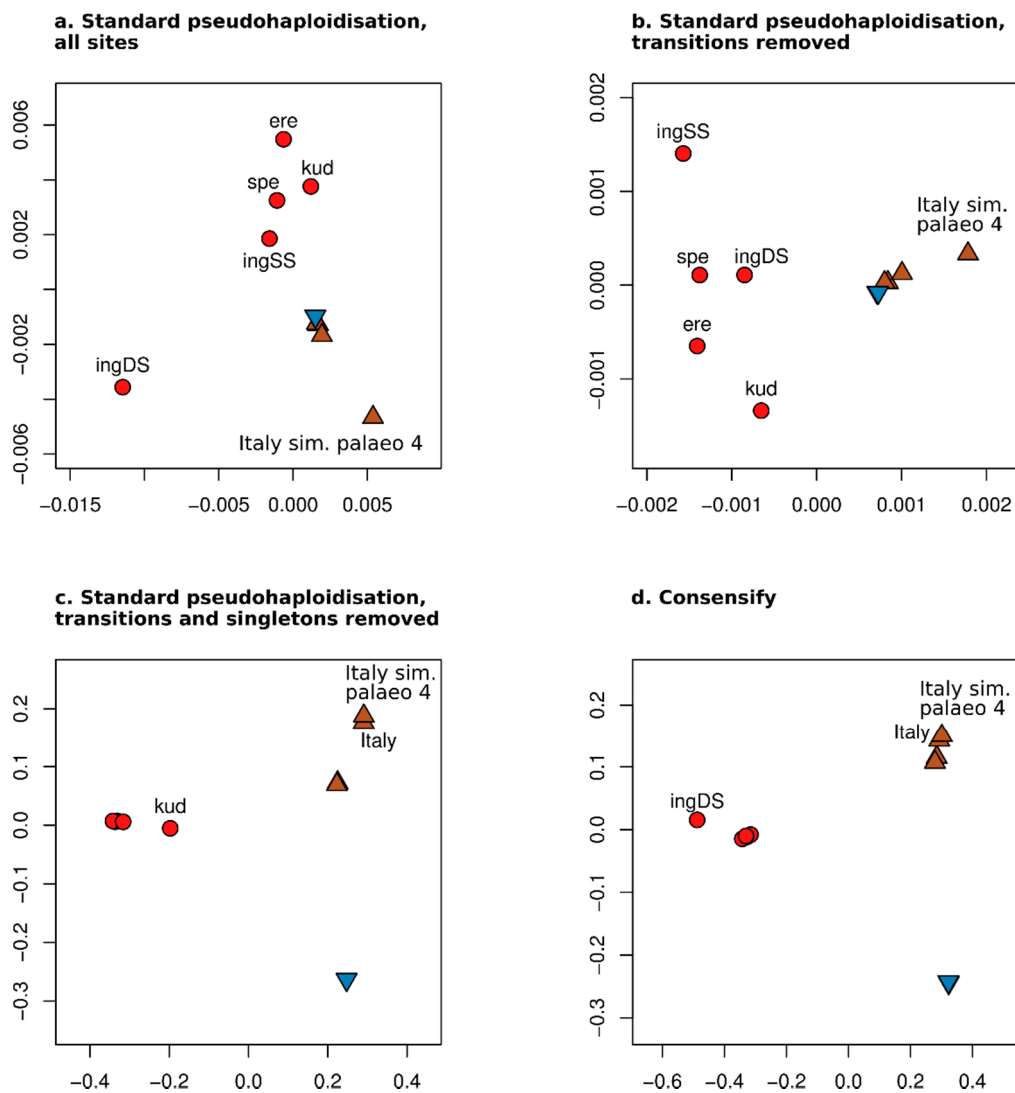 a. Standard pseudohaploidisation,
all sites
0.006
0.002
−0.002
−0.006
ere
kud
spe
ingSS
ingDS
Italy sim. palaeo 4
−0.015
−0.005
0.000
0.005
b. Standard pseudohaploidisation,
transitions removed
0.002
0.001
0.000
−0.001
ingSS
Italy sim.
palaeo 4
spe
ingDS
ere
kud
−0.002
−0.001
0.000
0.001
0.002
c. Standard pseudohaploidisation,
transitions and singletons removed
0.2
0.1
0.0
−0.1
−0.2
−0.3
Italy sim.
palaeo 4
Italy
kud
−0.4
−0.2
0.0
0.2
0.4
d. Consensify
0.2
0.1
0.0
−0.1
−0.2
−0.3
Italy sim.
palaeo 4
Italy
ingDS
−0.6
−0.4
−0.2
0.0
0.2
0.4